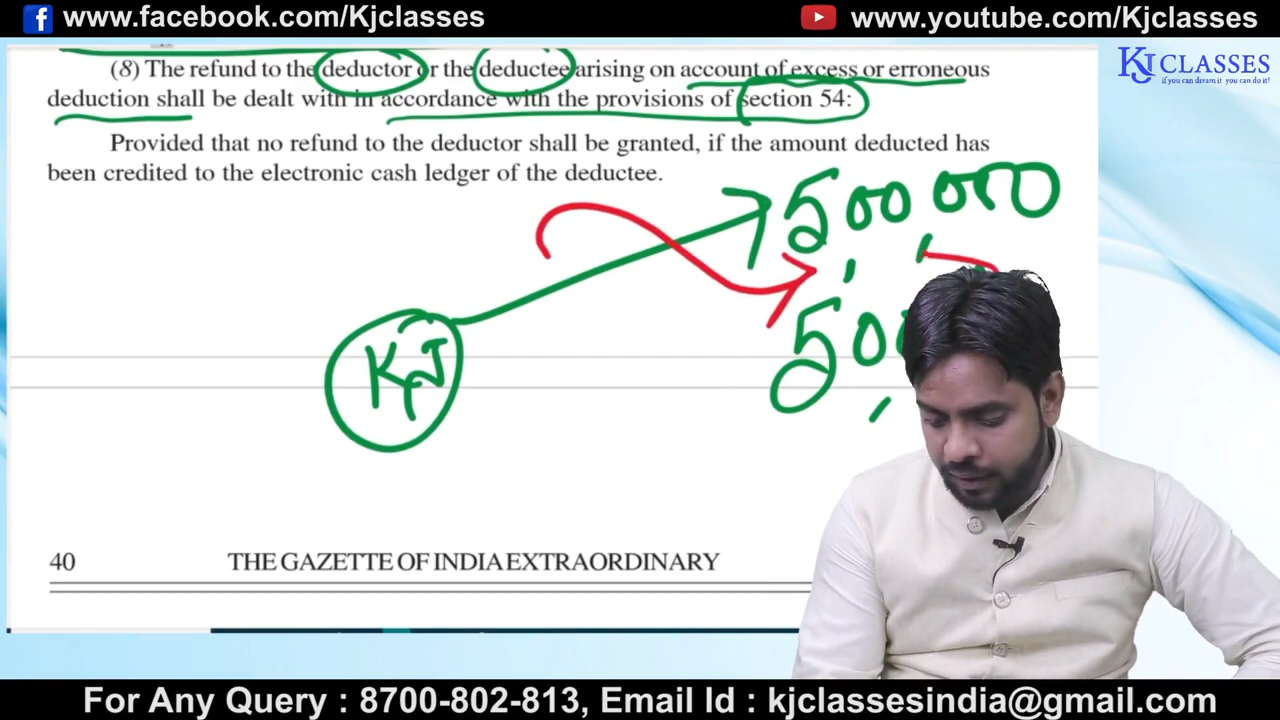 www.facebook.com/Kjclasses
www.youtube.com/Kjclasses
KJ CLASSES
if you can dream it you can do it!
(8) The refund to the deductor or the deductee arising on account of excess or erroneous
deduction shall be dealt with in accordance with the provisions of section 54:
Provided that no refund to the deductor shall be granted, if the amount deducted has
been credited to the electronic cash ledger of the deductee.
500000
KJ
40 THE GAZETTE OF INDIA EXTRAORDINARY
For Any Query : 8700-802-813, Email Id : kjclassesindia@gmail.com